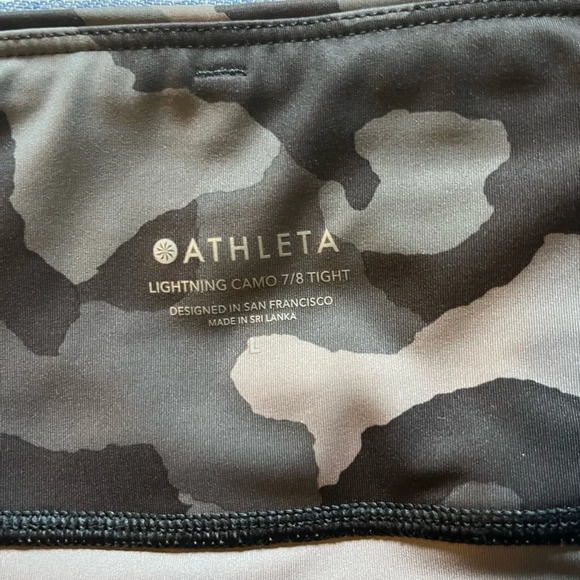 ATHLETA
LIGHTNING CAMO 7/8 TIGHT
DESIGNED IN SAN FRANCISCO
MADE IN SRI LANKA
L